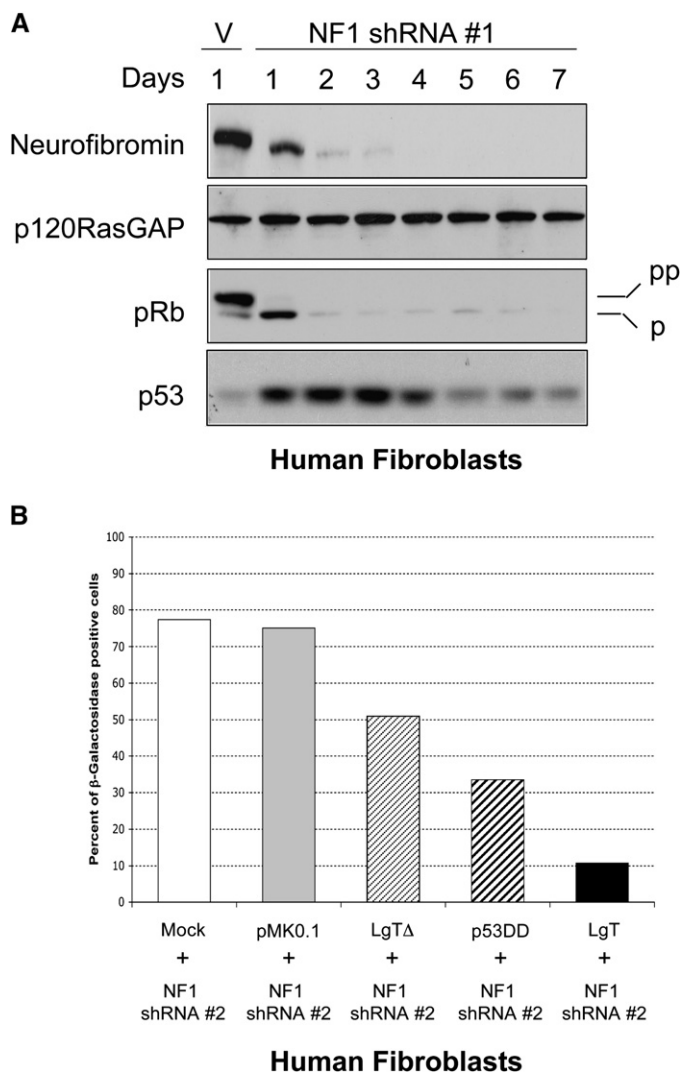 A
V NF1 shRNA #1
Days 1 1 2 3 4 5 6 7
Neurofibromin
p120RasGAP
pRb
pp
p
p53
Human Fibroblasts
B
Percent of β-Galactosidase positive cells
100
90
80
70
60
50
40
30
20
10
0
Mock pMK0.1 LgTΔ p53DD LgT
+ + + + +
NF1 NF1 NF1 NF1 NF1
shRNA #2 shRNA #2 shRNA #2 shRNA #2 shRNA #2
Human Fibroblasts